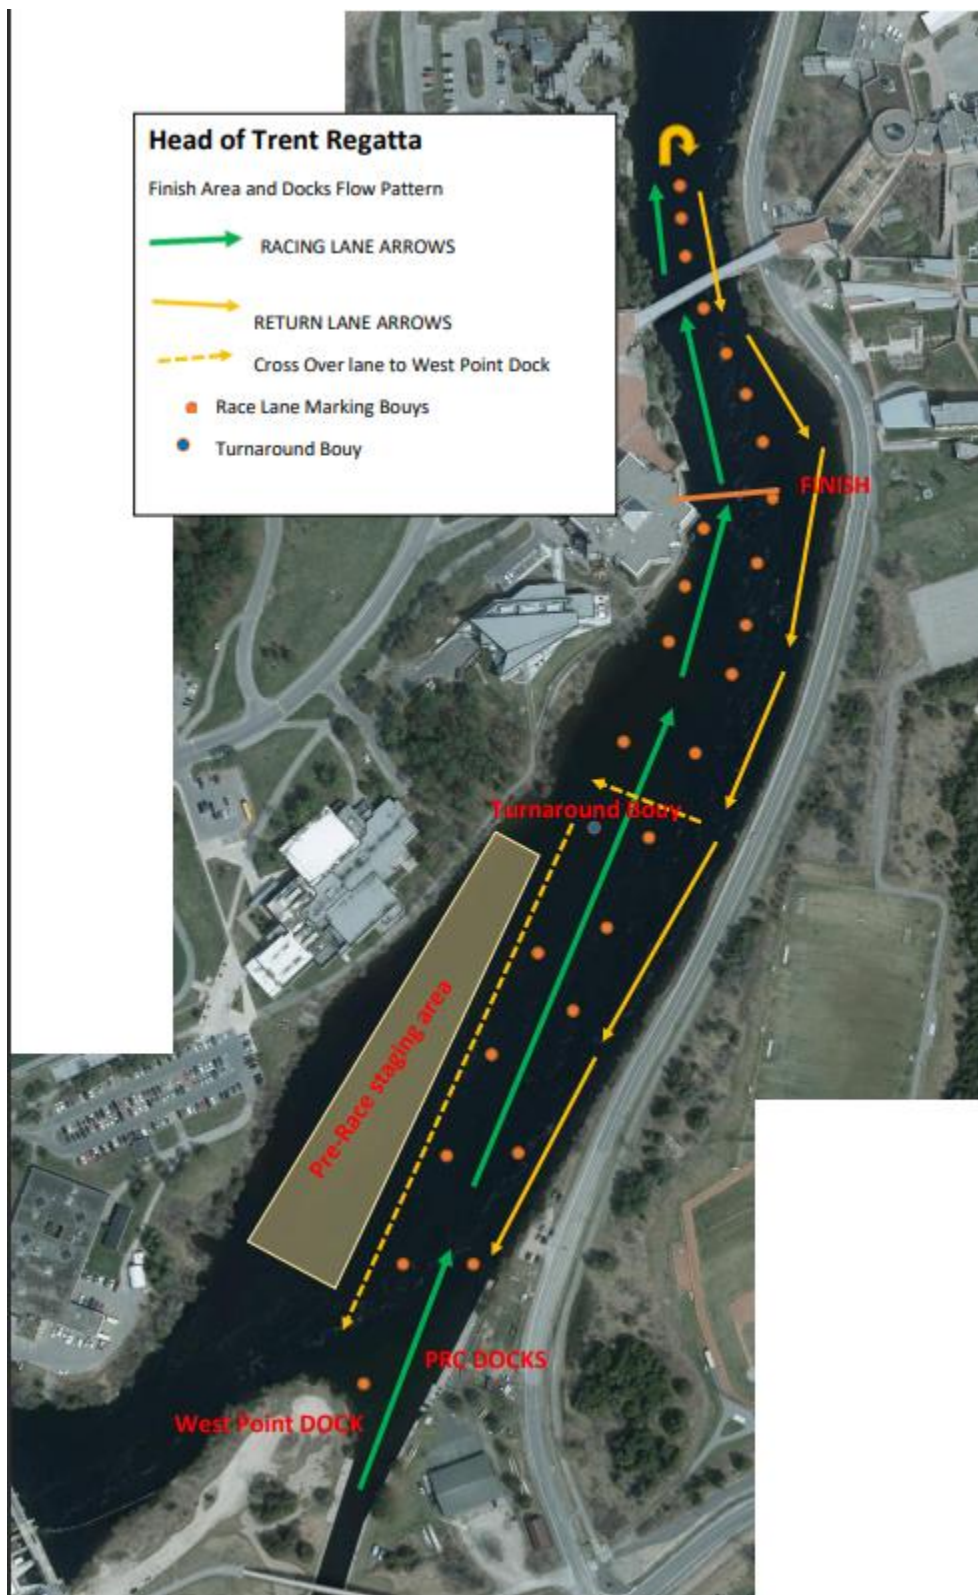 Head of Trent Regatta
Finish Area and Docks Flow Pattern
RACING LANE ARROWS
RETURN LANE ARROWS
Cross Over lane to West Point Dock
Race Lane Marking Bouys
Turnaround Bouy
FINISH
Turnaround Bouy
Pre-Race staging area
PRC DOCKS
West Point DOCK